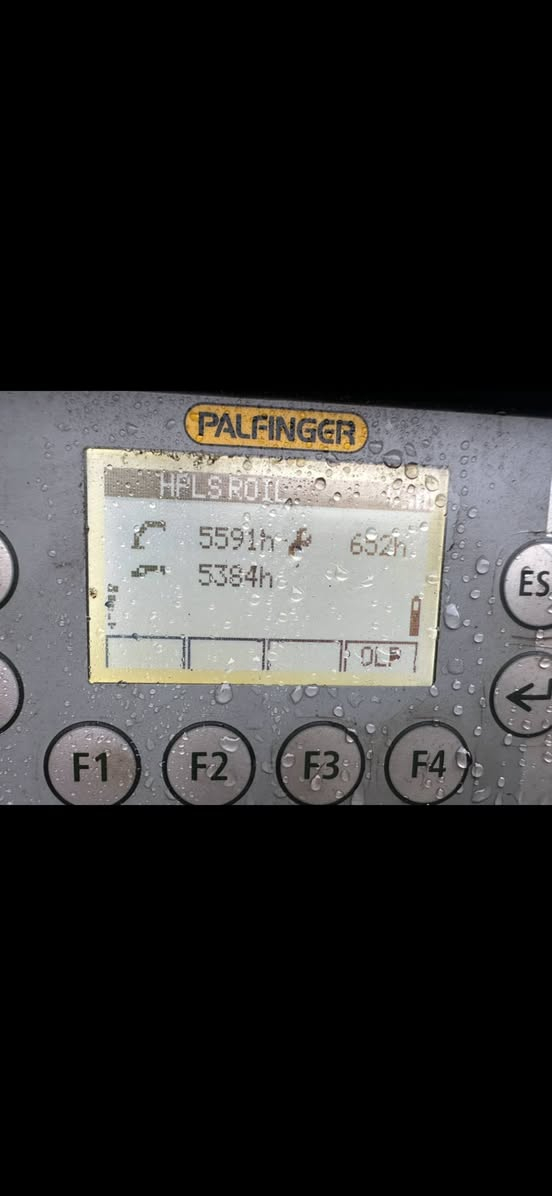 PALFINGER
HPLS ROIL
5591h 652h
5384h
OLP
ES
F1 F2 F3 F4